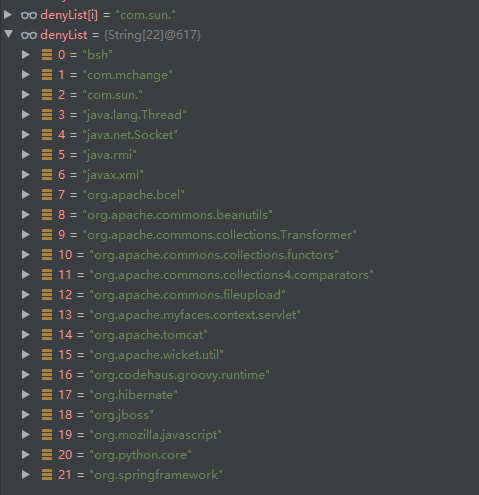 denyList[i] = "com.sun."
denyList = {String[22]@617}
0 = "bsh"
1 = "com.mchange"
2 = "com.sun."
3 = "java.lang.Thread"
4 = "java.net.Socket"
5 = "java.rmi"
6 = "javax.xml"
7 = "org.apache.bcel"
8 = "org.apache.commons.beanutils"
9 = "org.apache.commons.collections.Transformer"
10 = "org.apache.commons.collections.functors"
11 = "org.apache.commons.collections4.comparators"
12 = "org.apache.commons.fileupload"
13 = "org.apache.myfaces.context.servlet"
14 = "org.apache.tomcat"
15 = "org.apache.wicket.util"
16 = "org.codehaus.groovy.runtime"
17 = "org.hibernate"
18 = "org.jboss"
19 = "org.mozilla.javascript"
20 = "org.python.core"
21 = "org.springframework"